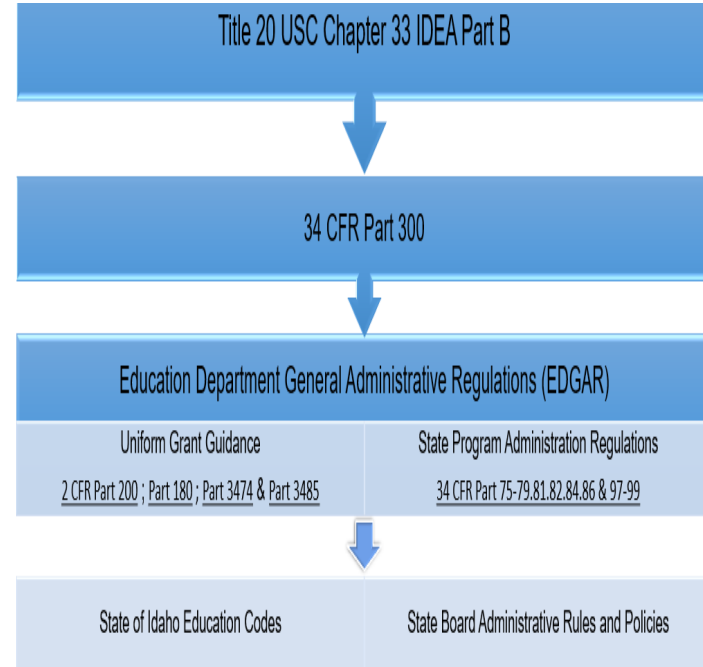 Title 20 USC Chapter 33 IDEA Part B
34 CFR Part 300
Education Department General Administrative Regulations (EDGAR)
Uniform Grant Guidance
2 CFR Part 200 ; Part 180 ; Part 3474 & Part 3485
State Program Administration Regulations
34 CFR Part 75-79.81.82.84.86 & 97-99
State of Idaho Education Codes
State Board Administrative Rules and Policies